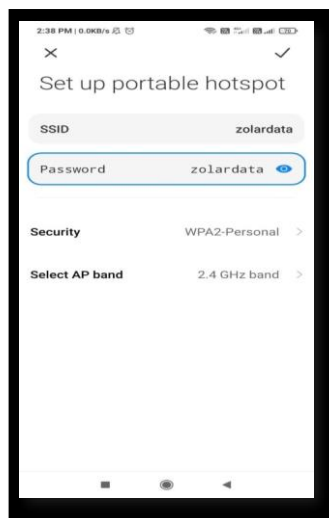 2:38 PM | 0.0KB/s
Set up portable hotspot
SSID zolardata
Password zolardata
Security WPA2-Personal
Select AP band 2.4 GHz band